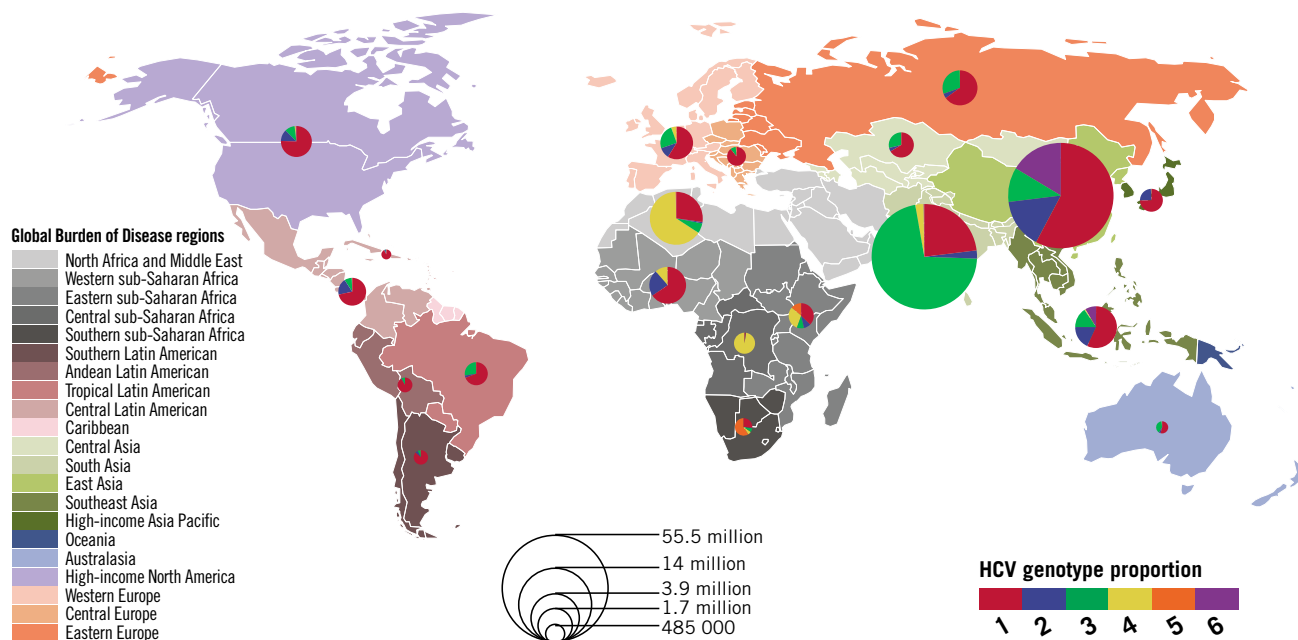 Global Burden of Disease regions
North Africa and Middle East
Western sub-Saharan Africa
Eastern sub-Saharan Africa
Central sub-Saharan Africa
Southern sub-Saharan Africa
Southern Latin American
Andean Latin American
Tropical Latin American
Central Latin American
Caribbean
Central Asia
South Asia
East Asia
Southeast Asia
High-income Asia Pacific
Oceania
Australasia
High-income North America
Western Europe
Central Europe
Eastern Europe
55.5 million
14 million
3.9 million
1.7 million
485 000
HCV genotype proportion
1 2 3 4 5 6